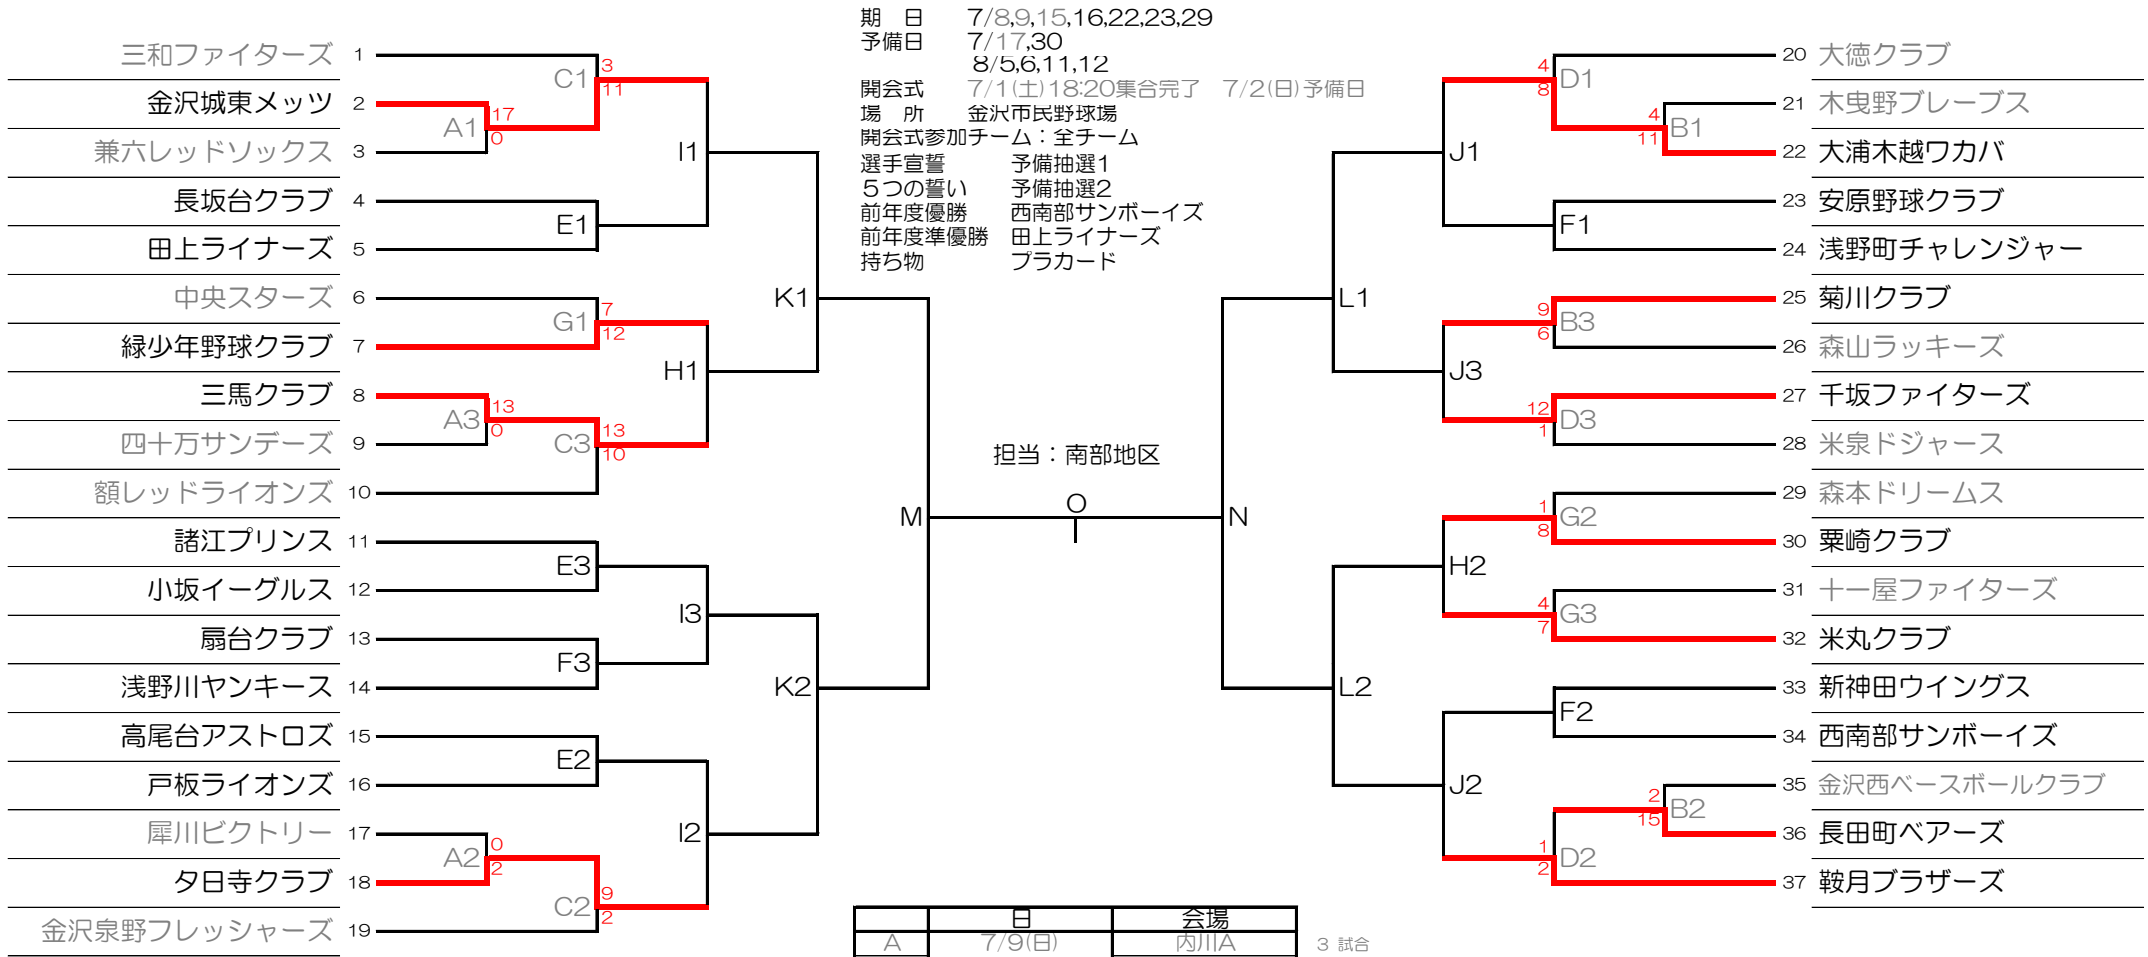 期　日　7/8,9,15,16,22,23,29
予備日　7/17,30
8/5,6,11,12
開会式　7/1(土)18:20集合完了　7/2(日)予備日
場　所　金沢市民野球場
開会式参加チーム：全チーム
選手宣誓　予備抽選1
５つの誓い　予備抽選2
前年度優勝　西南部サンボーイズ
前年度準優勝　田上ライナーズ
持ち物　プラカード
三和ファイターズ 1
金沢城東メッツ 2
兼六レッドソックス 3
長坂台クラブ 4
田上ライナーズ 5
中央スターズ 6
緑少年野球クラブ 7
三馬クラブ 8
四十万サンデーズ 9
額レッドライオンズ 10
諸江プリンス 11
小坂イーグルス 12
扇台クラブ 13
浅野川ヤンキース 14
高尾台アストロズ 15
戸板ライオンズ 16
犀川ビクトリー 17
夕日寺クラブ 18
金沢泉野フレッシャーズ 19
A1 17 0
C1 3 11
E1
I1
G1 7 12
A3 13 0
C3 13 10
H1
K1
E3
F3
I3
E2
A2 0 2
C2 9 2
I2
K2
M
担当：南部地区
O
N
20 大徳クラブ
21 木曳野ブレーブス
22 大浦木越ワカバ
23 安原野球クラブ
24 浅野町チャレンジャー
25 菊川クラブ
26 森山ラッキーズ
27 千坂ファイターズ
28 米泉ドジャース
29 森本ドリームス
30 粟崎クラブ
31 十一屋ファイターズ
32 米丸クラブ
33 新神田ウイングス
34 西南部サンボーイズ
35 金沢西ベースボールクラブ
36 長田町ベアーズ
37 鞍月ブラザーズ
4 8 D1
4 11 B1
J1
F1
L1
9 6 B3
J3
12 1 D3
1 8 G2
H2
4 7 G3
L2
F2
J2
2 15 B2
1 2 D2
日　会場
A　7/9(日)　内川A　3 試合